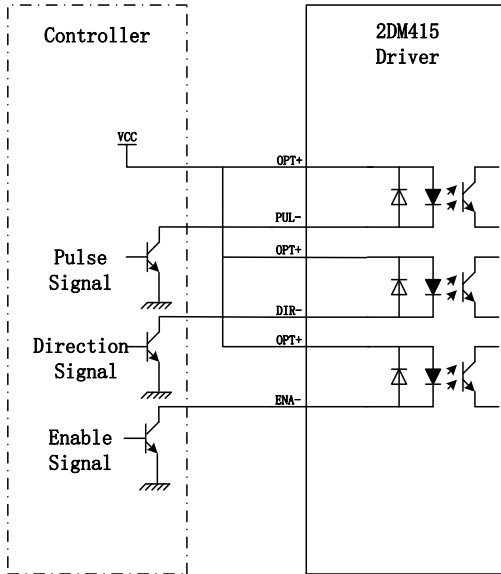 Controller
2DM415
Driver
VCC
OPT+
PUL-
Pulse
Signal
OPT+
DIR-
Direction
Signal
OPT+
ENA-
Enable
Signal